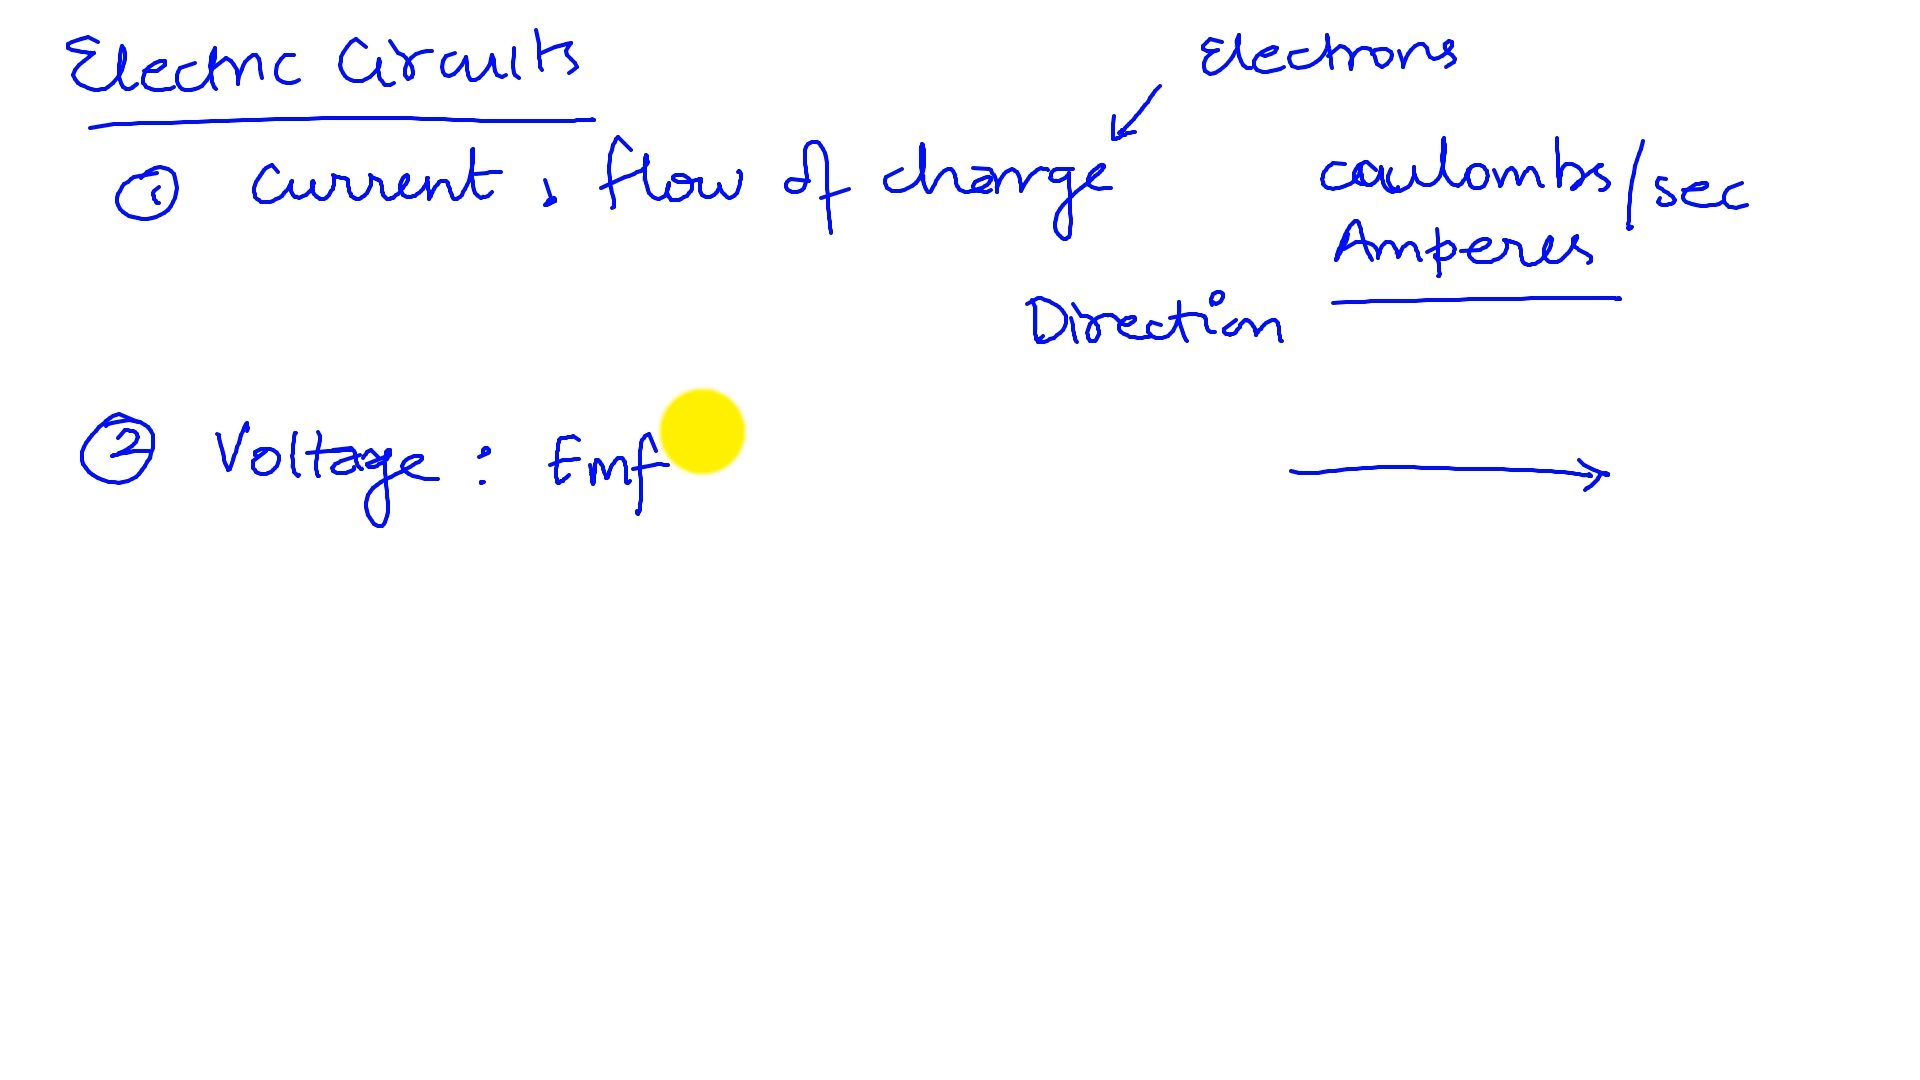 Electric Circuits
Electrons
① Current, flow of charge
coulombs/sec
Amperes
Direction
② Voltage : Emf